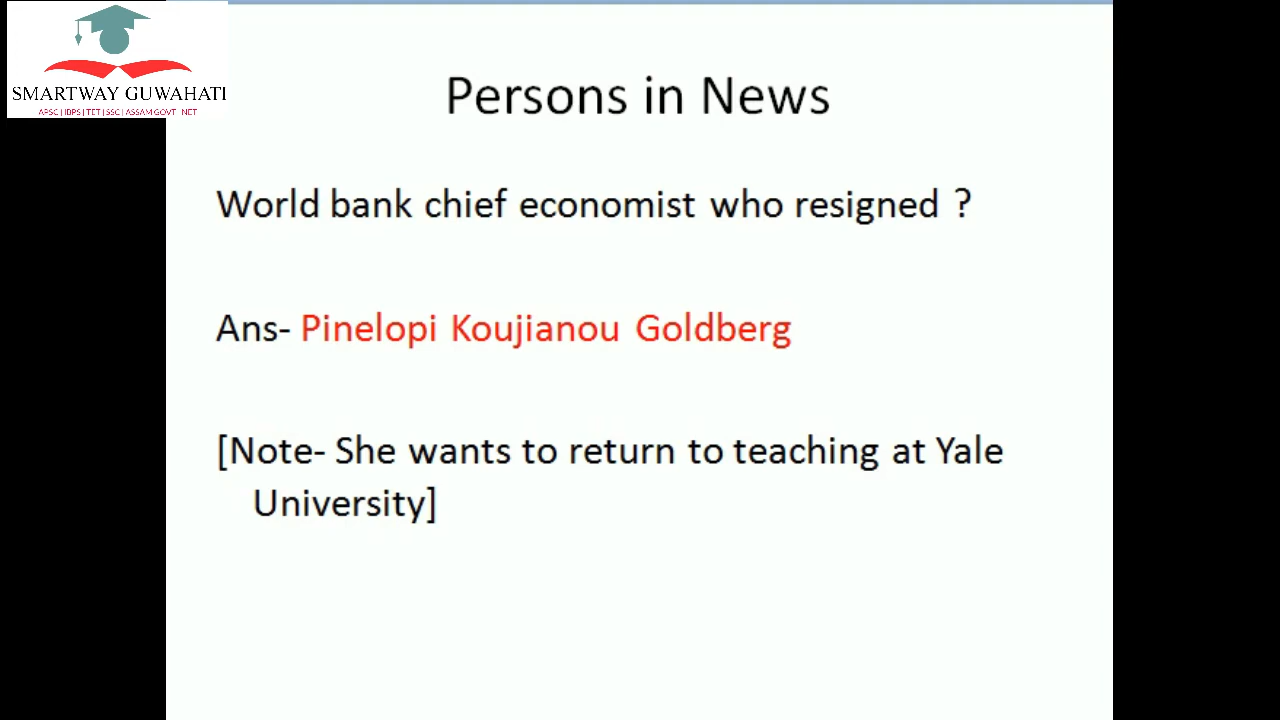 SMARTWAY GUWAHATI
APSC | IBPS | TET | SSC | ASSAM GOVT | NET
Persons in News
World bank chief economist who resigned ?
Ans- Pinelopi Koujianou Goldberg
[Note- She wants to return to teaching at Yale
University]